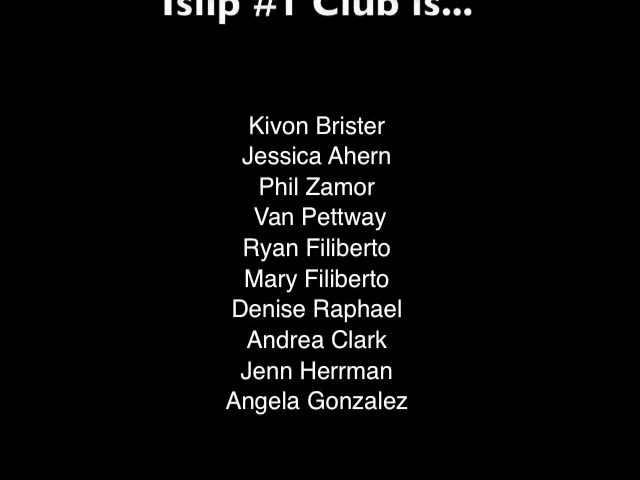 Islip #1 Club is...
Kivon Brister
Jessica Ahern
Phil Zamor
Van Pettway
Ryan Filiberto
Mary Filiberto
Denise Raphael
Andrea Clark
Jenn Herrman
Angela Gonzalez